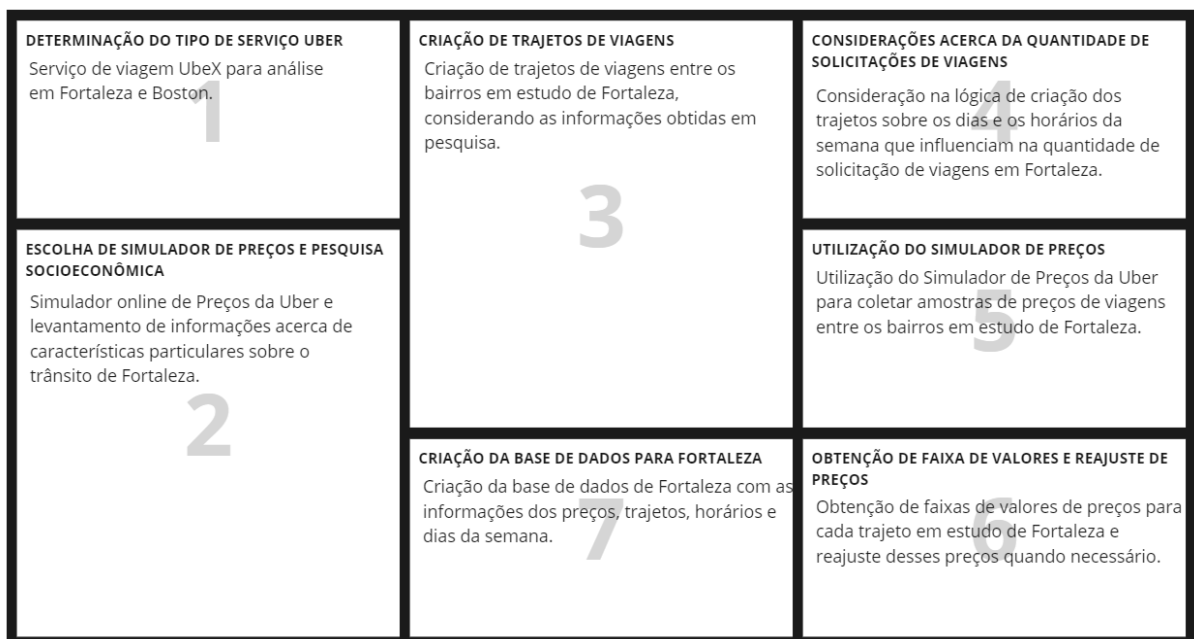 DETERMINAÇÃO DO TIPO DE SERVIÇO UBER
Serviço de viagem UbeX para análise
em Fortaleza e Boston.
1
ESCOLHA DE SIMULADOR DE PREÇOS E PESQUISA
SOCIOECONÔMICA
Simulador online de Preços da Uber e
levantamento de informações acerca de
características particulares sobre o
trânsito de Fortaleza.
2
CRIAÇÃO DE TRAJETOS DE VIAGENS
Criação de trajetos de viagens entre os
bairros em estudo de Fortaleza,
considerando as informações obtidas em
pesquisa.
3
CONSIDERAÇÕES ACERCA DA QUANTIDADE DE
SOLICITAÇÕES DE VIAGENS
Consideração na lógica de criação dos
trajetos sobre os dias e os horários da
semana que influenciam na quantidade de
solicitação de viagens em Fortaleza.
4
UTILIZAÇÃO DO SIMULADOR DE PREÇOS
Utilização do Simulador de Preços da Uber
para coletar amostras de preços de viagens
entre os bairros em estudo de Fortaleza.
5
OBTENÇÃO DE FAIXA DE VALORES E REAJUSTE DE
PREÇOS
Obtenção de faixas de valores de preços para
cada trajeto em estudo de Fortaleza e
reajuste desses preços quando necessário.
6
CRIAÇÃO DA BASE DE DADOS PARA FORTALEZA
Criação da base de dados de Fortaleza com as
informações dos preços, trajetos, horários e
dias da semana.
7